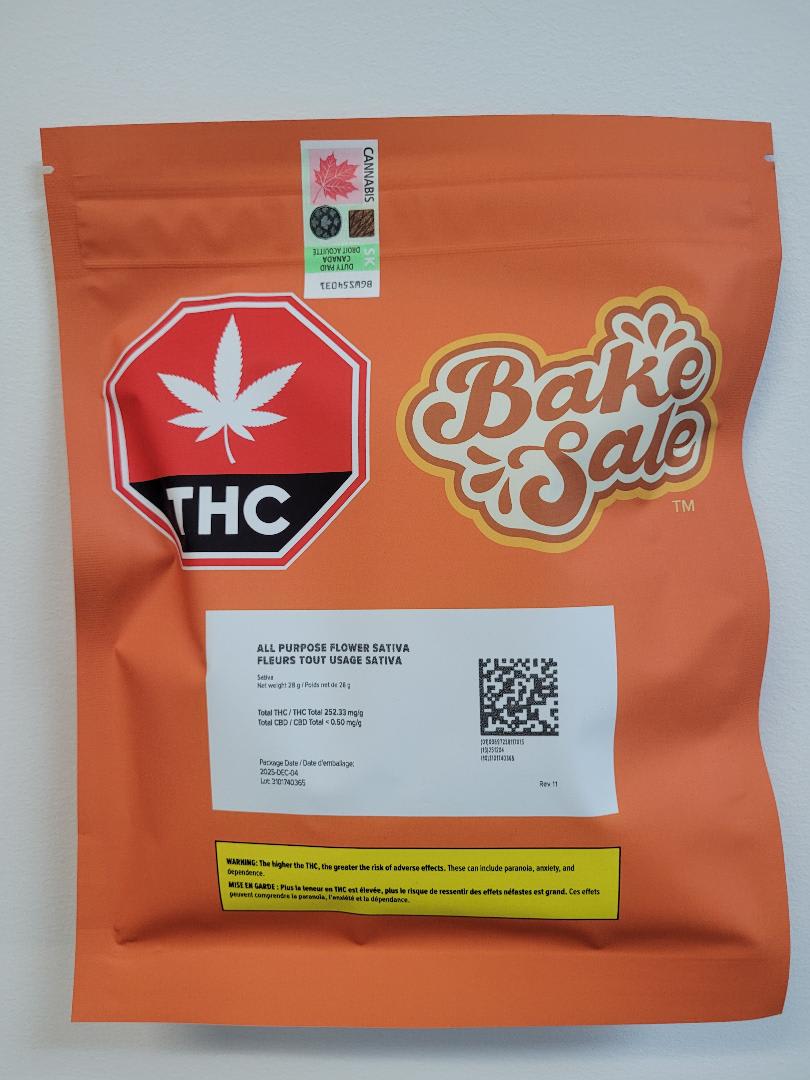 CANNABIS
SK
DROIT ACQUITTÉ
CANADA
DUTY PAID
BGWS5403I
THC
Bake
Sale
TM
ALL PURPOSE FLOWER SATIVA
FLEURS TOUT USAGE SATIVA
Sativa
Net weight 28 g / Poids net de 28 g
Total THC / THC Total 252.33 mg/g
Total CBD / CBD Total < 0.50 mg/g
Package Date / Date d'emballage:
2025-DEC-04
Lot: 3101740365
(13)251204
(10)3101740365
Rev. 11
WARNING: The higher the THC, the greater the risk of adverse effects. These can include paranoia, anxiety, and
dependence.
MISE EN GARDE : Plus la teneur en THC est élevée, plus le risque de ressentir des effets néfastes est grand. Ces effets
peuvent comprendre la paranoïa, l'anxiété et la dépendance.